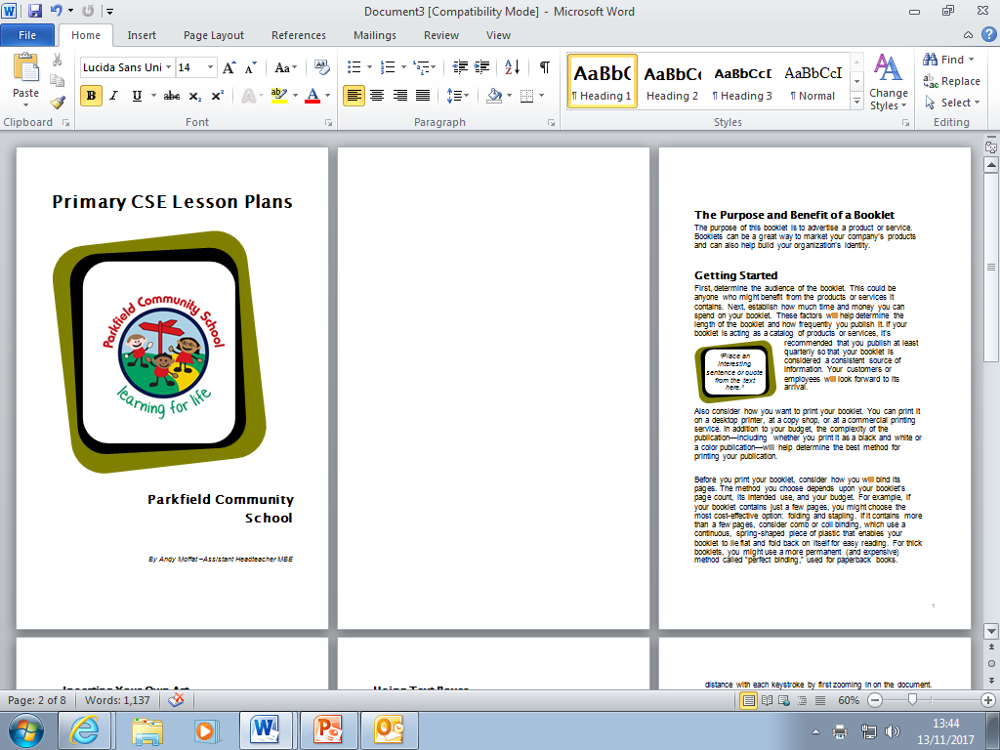 Document3 [Compatibility Mode] - Microsoft Word
File Home Insert Page Layout References Mailings Review View
Paste
Clipboard
Lucida Sans Uni 14
Font
Paragraph
AaBbC AaBbCc AaBbCcI AaBbCcI
¶ Heading 1 Heading 2 ¶ Heading 3 ¶ Normal
Styles
Change
Styles
Find
Replace
Select
Editing
Primary CSE Lesson Plans
Parkfield Community School
learning for life
Parkfield Community
School
By Andy Moffat –Assistant Headteacher MBE
The Purpose and Benefit of a Booklet
The purpose of this booklet is to advertise a product or service.
Booklets can be a great way to market your company's products
and can also help build your organization's identity.
Getting Started
First, determine the audience of the booklet. This could be
anyone who might benefit from the products or services it
contains. Next, establish how much time and money you can
spend on your booklet. These factors will help determine the
length of the booklet and how frequently you publish it. If your
booklet is acting as a catalog of products or services, it's
recommended that you publish at least
quarterly so that your booklet is
considered a consistent source of
information. Your customers or
employees will look forward to its
arrival.
"Place an
interesting
sentence or quote
from the text
here."
Also consider how you want to print your booklet. You can print it
on a desktop printer, at a copy shop, or at a commercial printing
service. In addition to your budget, the complexity of the
publication—including whether you print it as a black and white or
a color publication—will help determine the best method for
printing your publication.
Before you print your booklet, consider how you will bind its
pages. The method you choose depends upon your booklet's
page count, its intended use, and your budget. For example, if
your booklet contains just a few pages, you might choose the
most cost-effective option: folding and stapling. If it contains more
than a few pages, consider comb or coil binding, which use a
continuous, spring-shaped piece of plastic that enables your
booklet to lie flat and fold back on itself for easy reading. For thick
booklets, you might use a more permanent (and expensive)
method called "perfect binding," used for paperback books.
1
Inserting Your Own Art
Using Text Boxes
distance with each keystroke by first zooming in on the document.
Page: 2 of 8 Words: 1,137
60%
13:44
13/11/2017